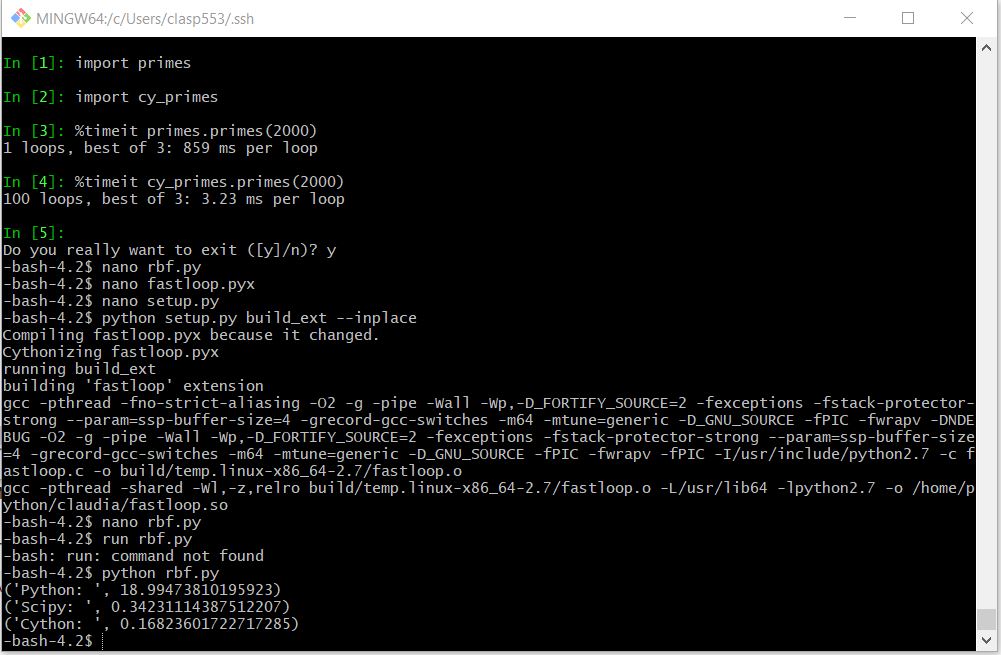 MINGW64:/c/Users/clasp553/.ssh
In [1]: import primes
In [2]: import cy_primes
In [3]: %timeit primes.primes(2000)
1 loops, best of 3: 859 ms per loop
In [4]: %timeit cy_primes.primes(2000)
100 loops, best of 3: 3.23 ms per loop
In [5]:
Do you really want to exit ([y]/n)? y
-bash-4.2$ nano rbf.py
-bash-4.2$ nano fastloop.pyx
-bash-4.2$ nano setup.py
-bash-4.2$ python setup.py build_ext --inplace
Compiling fastloop.pyx because it changed.
Cythonizing fastloop.pyx
running build_ext
building 'fastloop' extension
gcc -pthread -fno-strict-aliasing -O2 -g -pipe -Wall -Wp,-D_FORTIFY_SOURCE=2 -fexceptions -fstack-protector-
strong --param=ssp-buffer-size=4 -grecord-gcc-switches -m64 -mtune=generic -D_GNU_SOURCE -fPIC -fwrapv -DNDE
BUG -O2 -g -pipe -Wall -Wp,-D_FORTIFY_SOURCE=2 -fexceptions -fstack-protector-strong --param=ssp-buffer-size
=4 -grecord-gcc-switches -m64 -mtune=generic -D_GNU_SOURCE -fPIC -fwrapv -fPIC -I/usr/include/python2.7 -c f
astloop.c -o build/temp.linux-x86_64-2.7/fastloop.o
gcc -pthread -shared -Wl,-z,relro build/temp.linux-x86_64-2.7/fastloop.o -L/usr/lib64 -lpython2.7 -o /home/p
ython/claudia/fastloop.so
-bash-4.2$ nano rbf.py
-bash-4.2$ run rbf.py
-bash: run: command not found
-bash-4.2$ python rbf.py
('Python: ', 18.99473810195923)
('Scipy: ', 0.34231114387512207)
('Cython: ', 0.16823601722717285)
-bash-4.2$